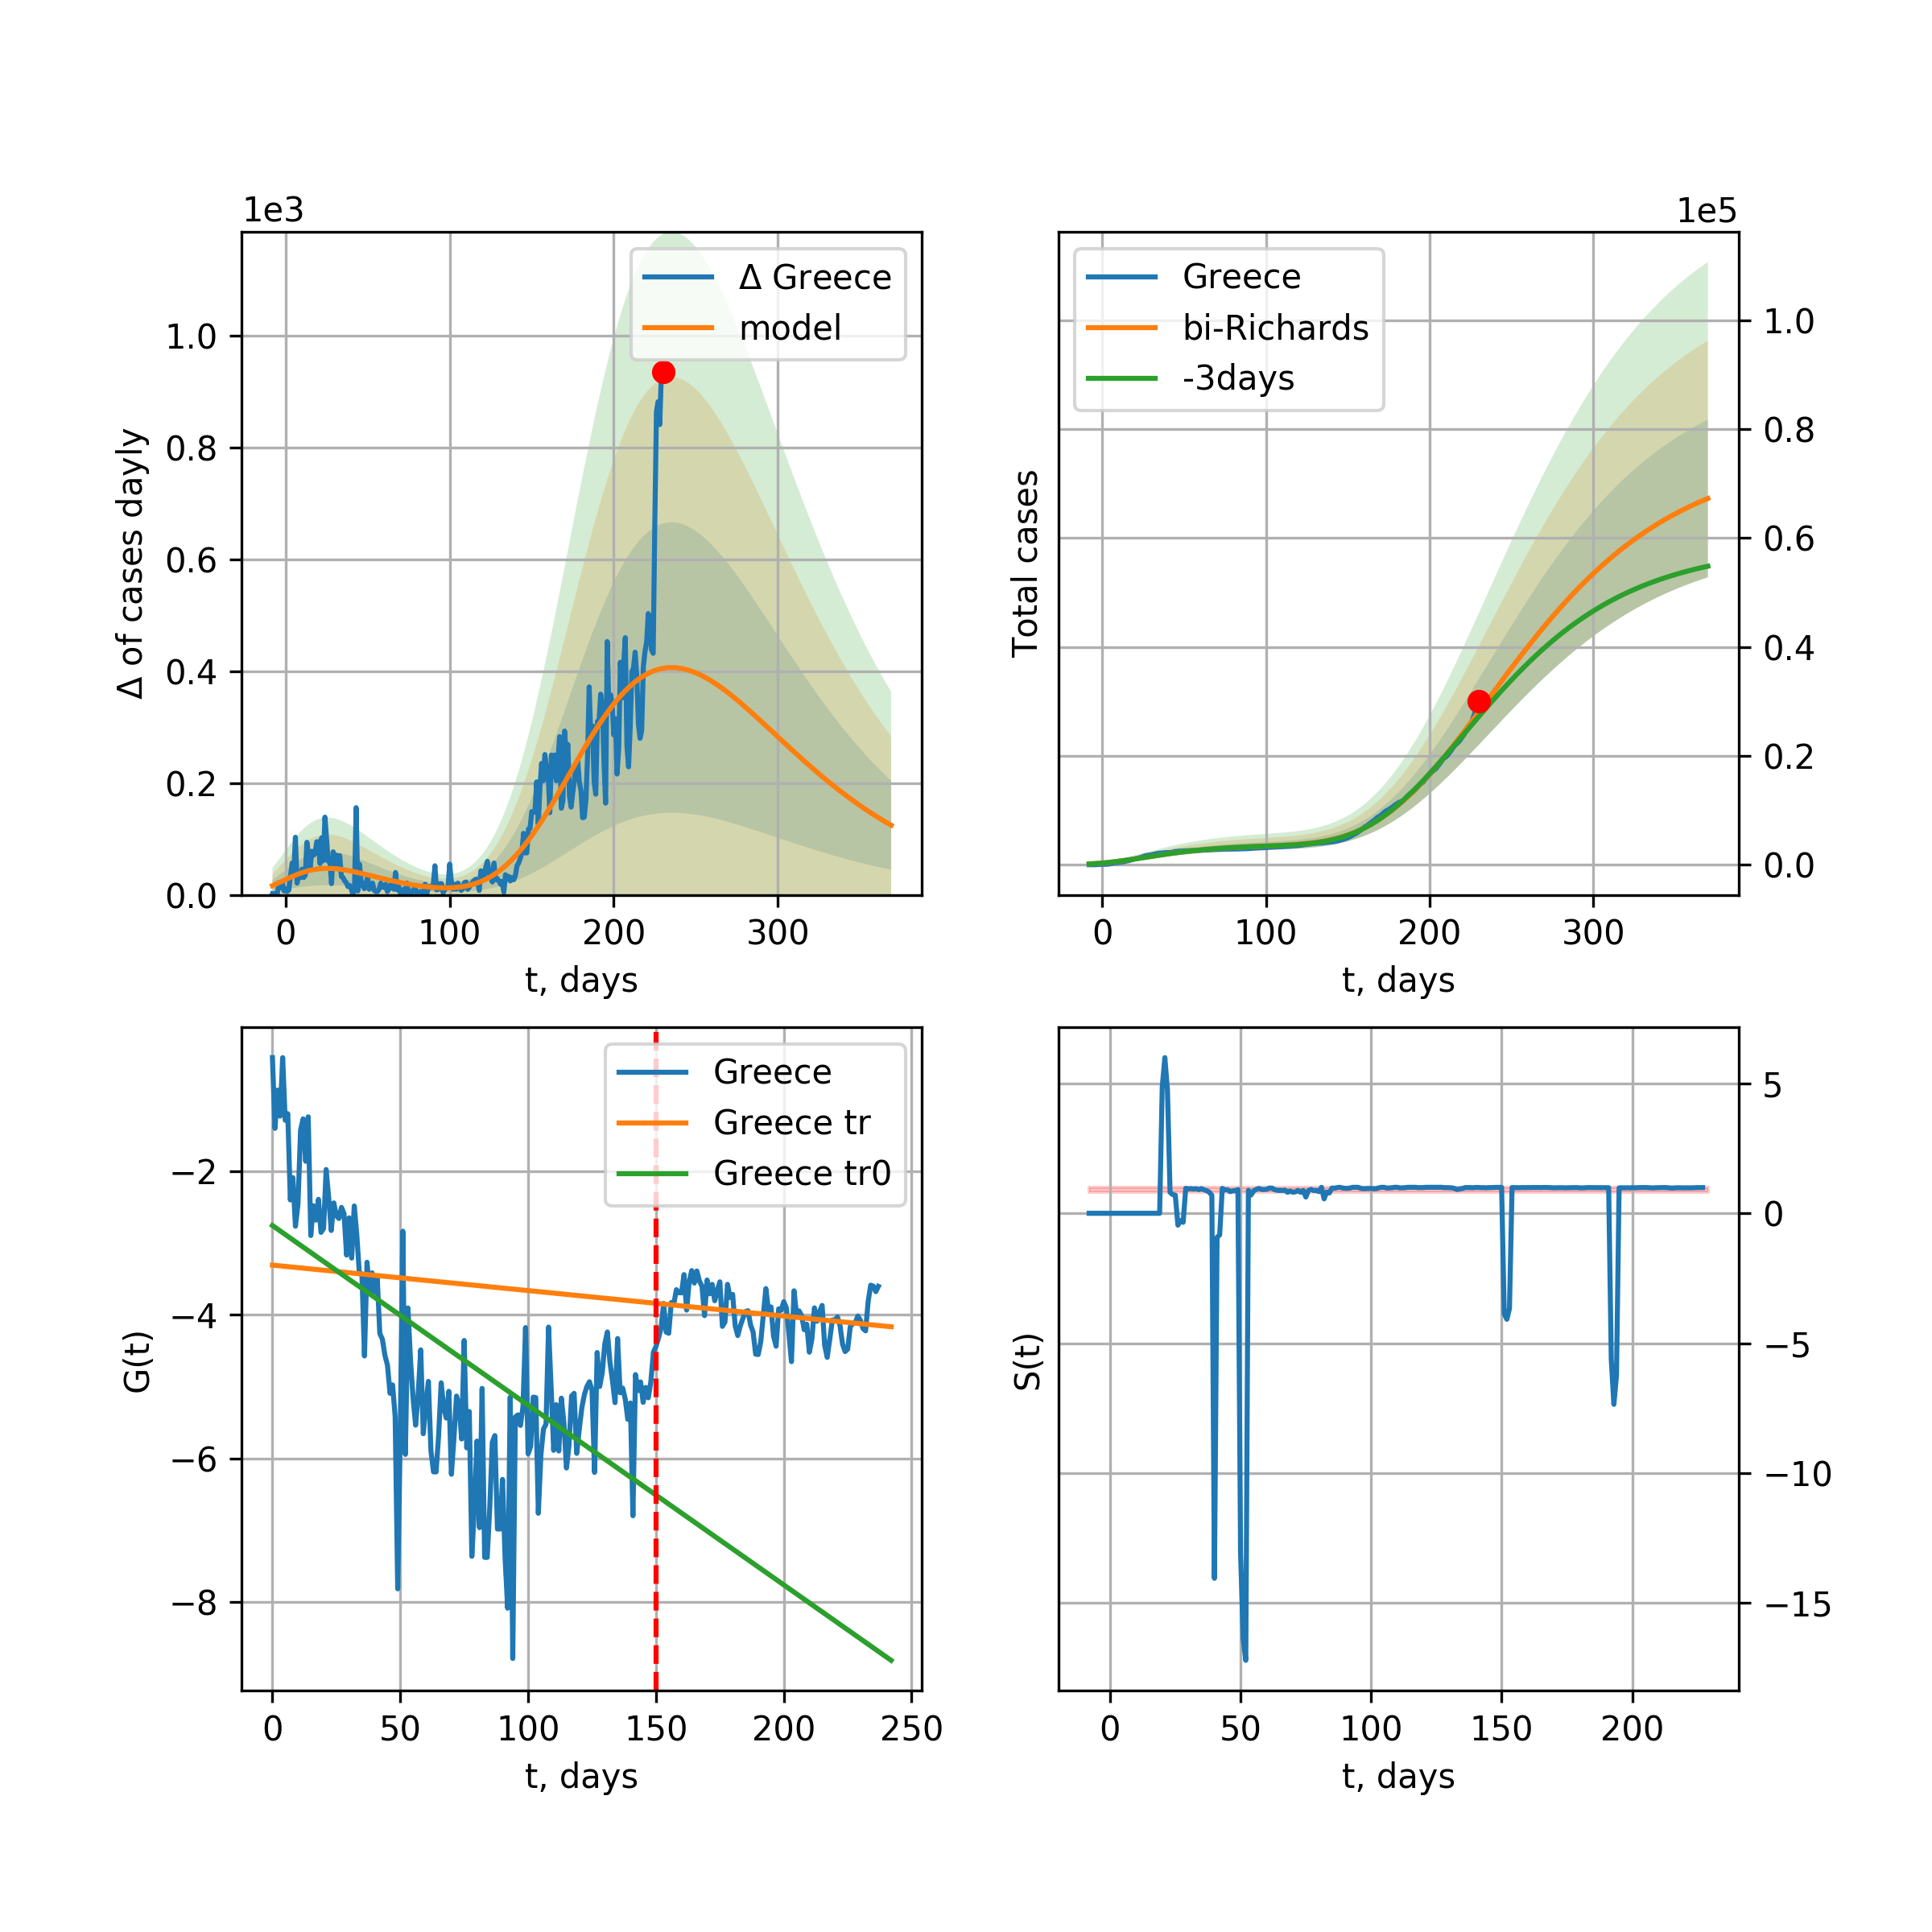 1e3
Δ of cases dayly
1.0
0.8
0.6
0.4
0.2
0.0
0 100 200 300
t, days
Δ Greece
model
1e5
Total cases
1.0
0.8
0.6
0.4
0.2
0.0
0 100 200 300
t, days
Greece
bi-Richards
-3days
G(t)
−2
−4
−6
−8
0 50 100 150 200 250
t, days
Greece
Greece tr
Greece tr0
S(t)
5
0
−5
−10
−15
0 50 100 150 200
t, days